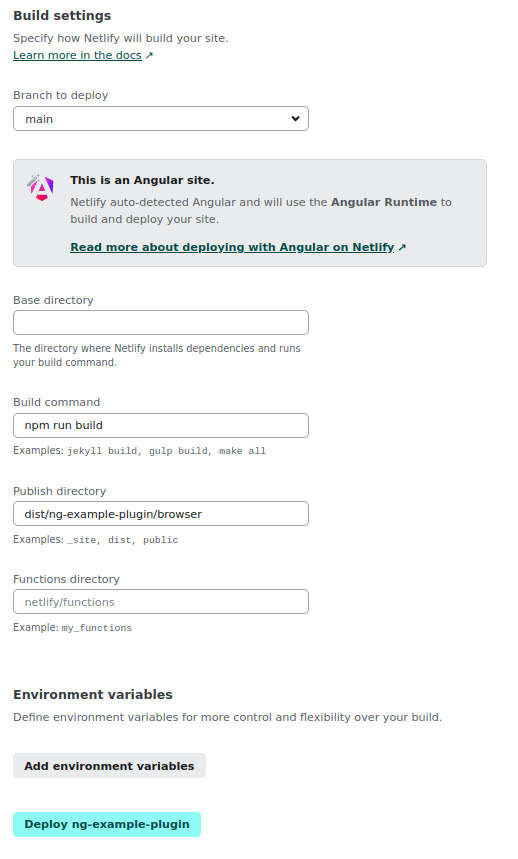 Build settings
Specify how Netlify will build your site.
Learn more in the docs ↗
Branch to deploy
main
This is an Angular site.
Netlify auto-detected Angular and will use the Angular Runtime to
build and deploy your site.
Read more about deploying with Angular on Netlify ↗
Base directory
The directory where Netlify installs dependencies and runs
your build command.
Build command
npm run build
Examples: jekyll build, gulp build, make all
Publish directory
dist/ng-example-plugin/browser
Examples: _site, dist, public
Functions directory
netlify/functions
Example: my_functions
Environment variables
Define environment variables for more control and flexibility over your build.
Add environment variables
Deploy ng-example-plugin